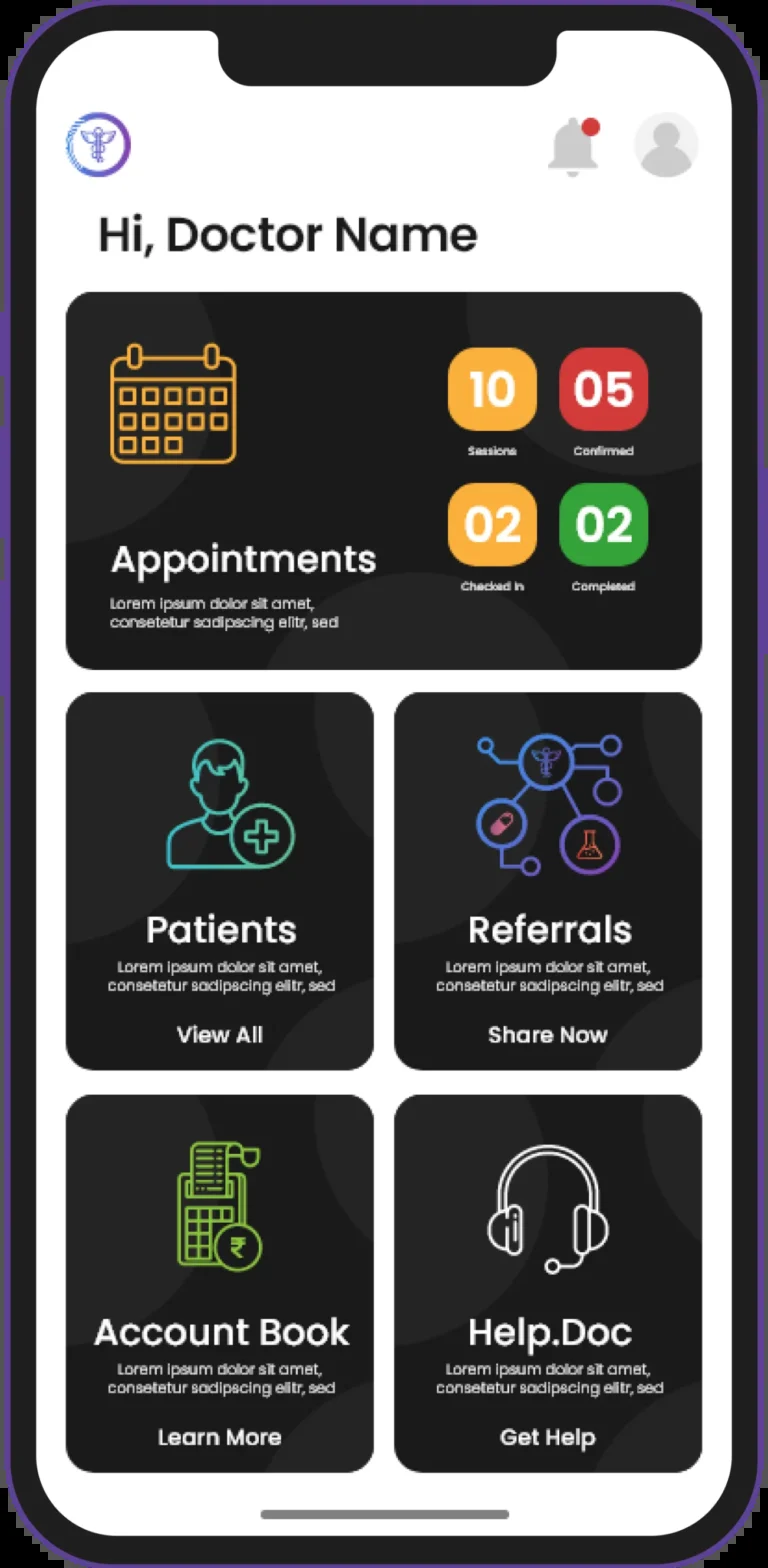 Hi, Doctor Name
10
05
Sessions
Confirmed
02
02
Checked In
Completed
Appointments
Lorem ipsum dolor sit amet,
consetetur sadipscing elitr, sed
Patients
Lorem ipsum dolor sit amet,
consetetur sadipscing elitr, sed
View All
Referrals
Lorem ipsum dolor sit amet,
consetetur sadipscing elitr, sed
Share Now
₹
Account Book
Lorem ipsum dolor sit amet,
consetetur sadipscing elitr, sed
Learn More
Help.Doc
Lorem ipsum dolor sit amet,
consetetur sadipscing elitr, sed
Get Help